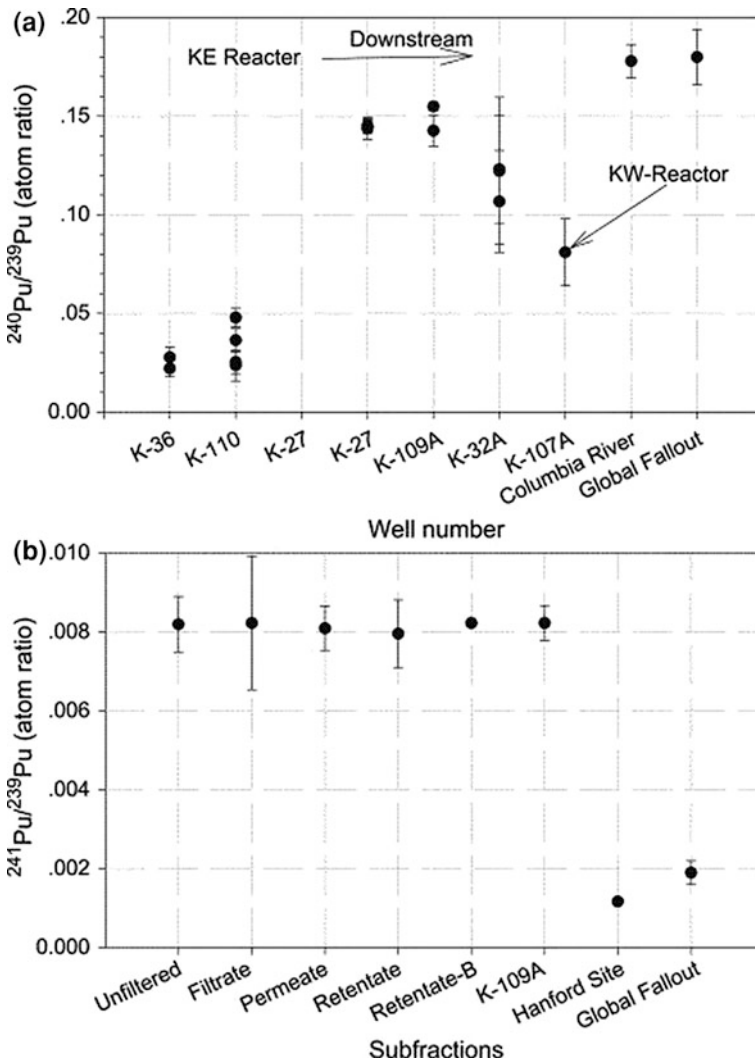 (a)
.20
.15
.10
.05
0.00
²⁴⁰Pu/²³⁹Pu (atom ratio)
KE Reacter
Downstream
KW-Reactor
K-36
K-110
K-27
K-27
K-109A
K-32A
K-107A
Columbia River
Global Fallout
Well number
(b)
0.010
.008
.006
.004
.002
0.000
²⁴¹Pu/²³⁹Pu (atom ratio)
Unfiltered
Filtrate
Permeate
Retentate
Retentate-B
K-109A
Hanford Site
Global Fallout
Subfractions